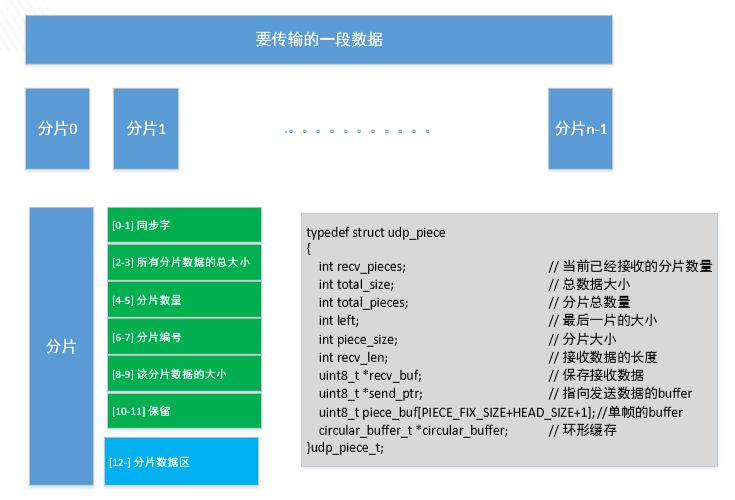 要传输的一段数据
分片0
分片1
分片n-1
分片
[0-1] 同步字
[2-3] 所有分片数据的总大小
[4-5] 分片数量
[6-7] 分片编号
[8-9] 该分片数据的大小
[10-11] 保留
[12-] 分片数据区
typedef struct udp_piece
{
int recv_pieces; // 当前已经接收的分片数量
int total_size; // 总数据大小
int total_pieces; // 分片总数量
int left; // 最后一片的大小
int piece_size; // 分片大小
int recv_len; // 接收数据的长度
uint8_t *recv_buf; // 保存接收数据
uint8_t *send_ptr; // 指向发送数据的buffer
uint8_t piece_buf[PIECE_FIX_SIZE+HEAD_SIZE+1]; //单帧的buffer
circular_buffer_t *circular_buffer; // 环形缓存
}udp_piece_t;